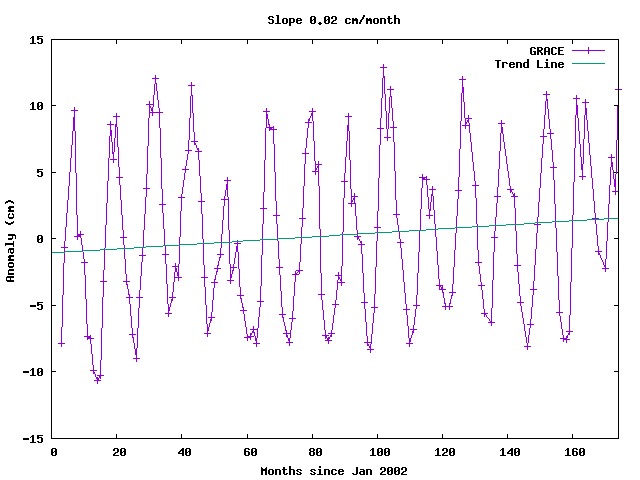 Slope 0.02 cm/month
15
10
5
0
-5
-10
-15
Anomaly (cm)
GRACE
Trend Line
0 20 40 60 80 100 120 140 160
Months since Jan 2002